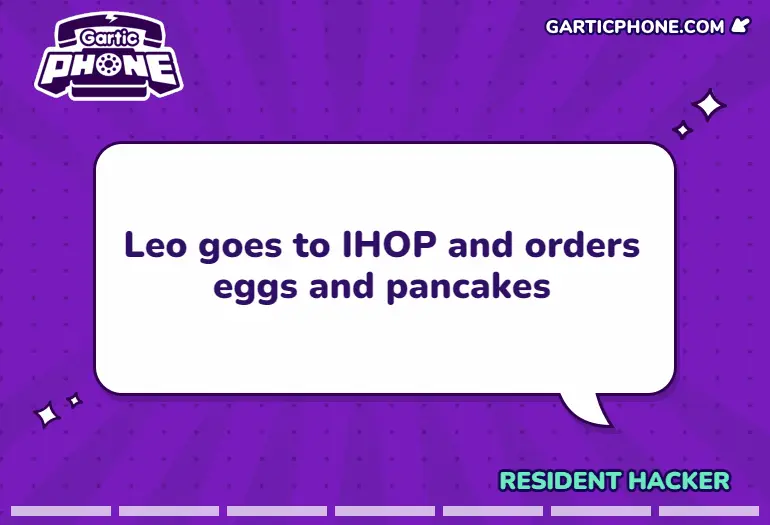 Gartic
PHONE
GARTICPHONE.COM
Leo goes to IHOP and orders
eggs and pancakes
RESIDENT HACKER